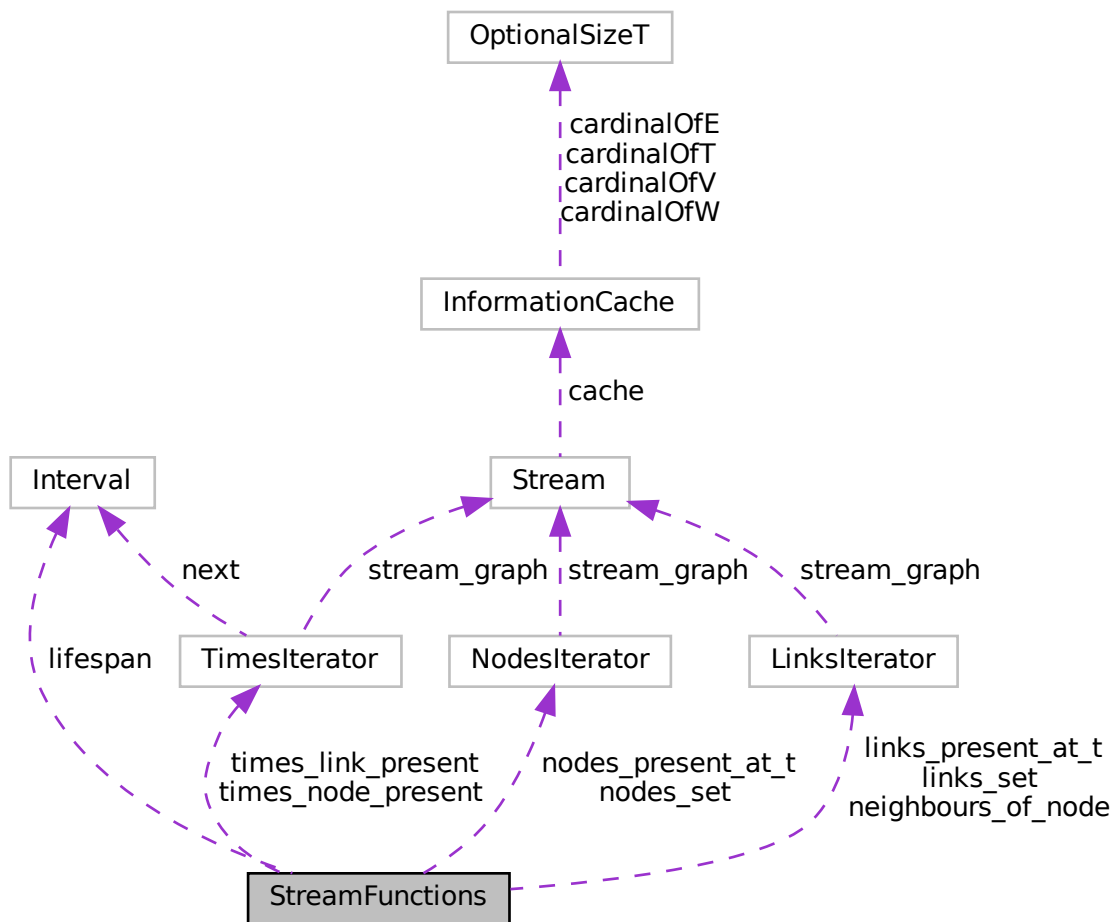 OptionalSizeT
cardinalOfE
cardinalOfT
cardinalOfV
cardinalOfW
InformationCache
cache
Interval
Stream
next
stream_graph
stream_graph
stream_graph
lifespan
TimesIterator
NodesIterator
LinksIterator
times_link_present
times_node_present
nodes_present_at_t
nodes_set
links_present_at_t
links_set
neighbours_of_node
StreamFunctions